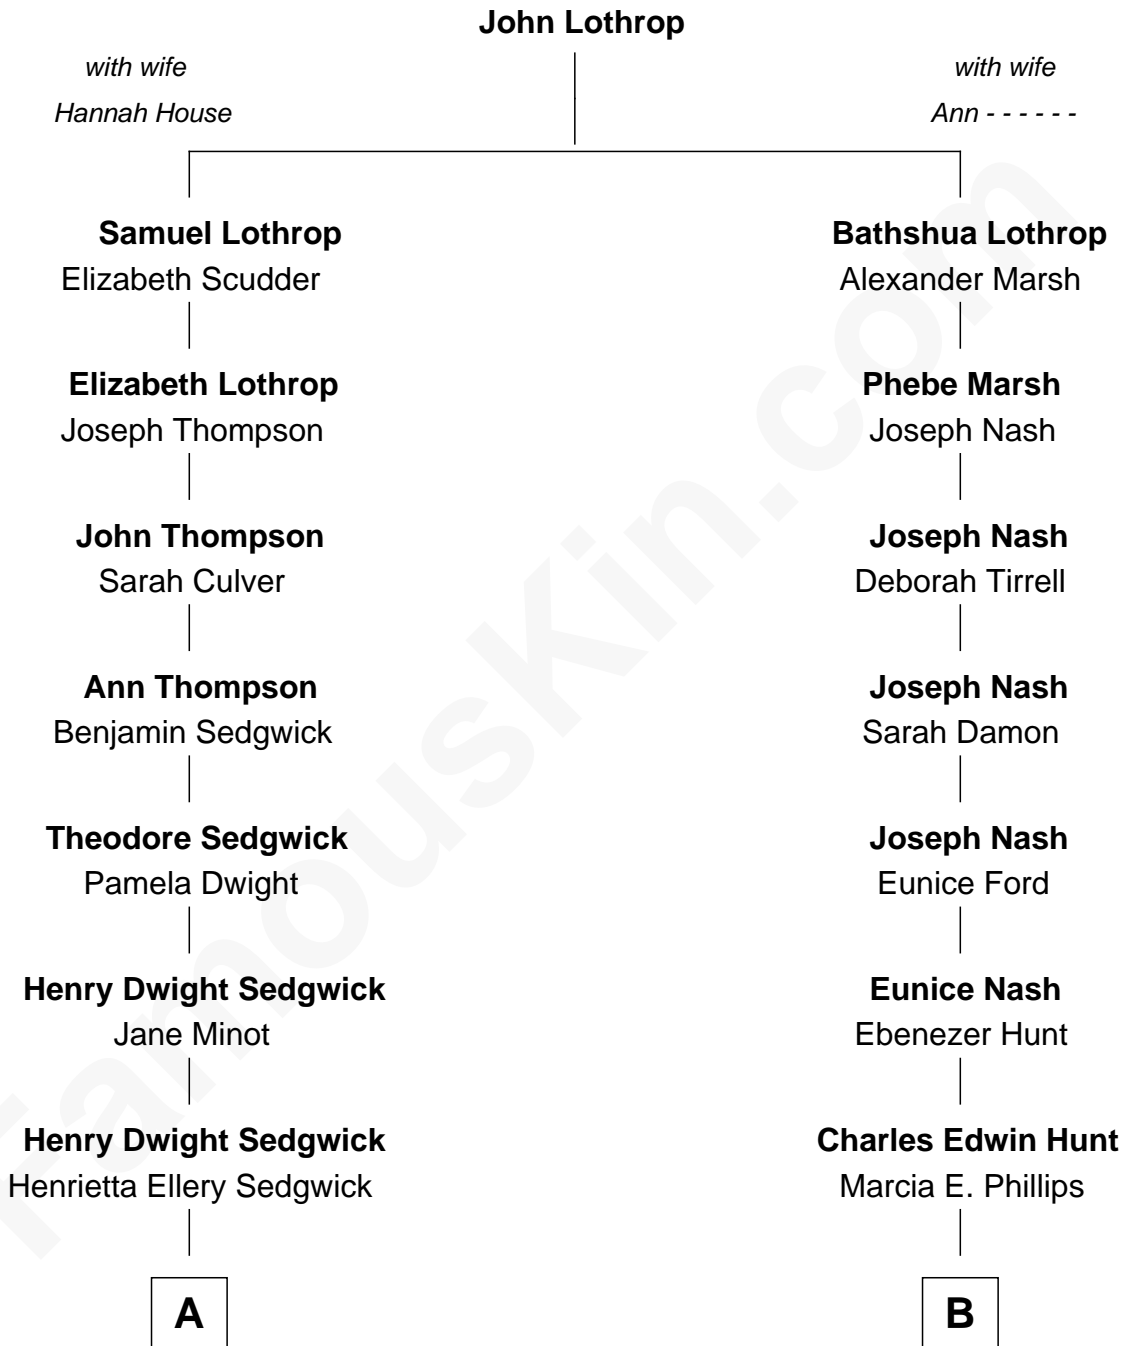 John Lothrop
with wife
Hannah House
with wife
Ann - - - - - -
Samuel Lothrop
Elizabeth Scudder
Bathshua Lothrop
Alexander Marsh
Elizabeth Lothrop
Joseph Thompson
Phebe Marsh
Joseph Nash
John Thompson
Sarah Culver
Joseph Nash
Deborah Tirrell
Ann Thompson
Benjamin Sedgwick
Joseph Nash
Sarah Damon
Theodore Sedgwick
Pamela Dwight
Joseph Nash
Eunice Ford
Henry Dwight Sedgwick
Jane Minot
Eunice Nash
Ebenezer Hunt
Henry Dwight Sedgwick
Henrietta Ellery Sedgwick
Charles Edwin Hunt
Marcia E. Phillips
A
B
FamousKin.com